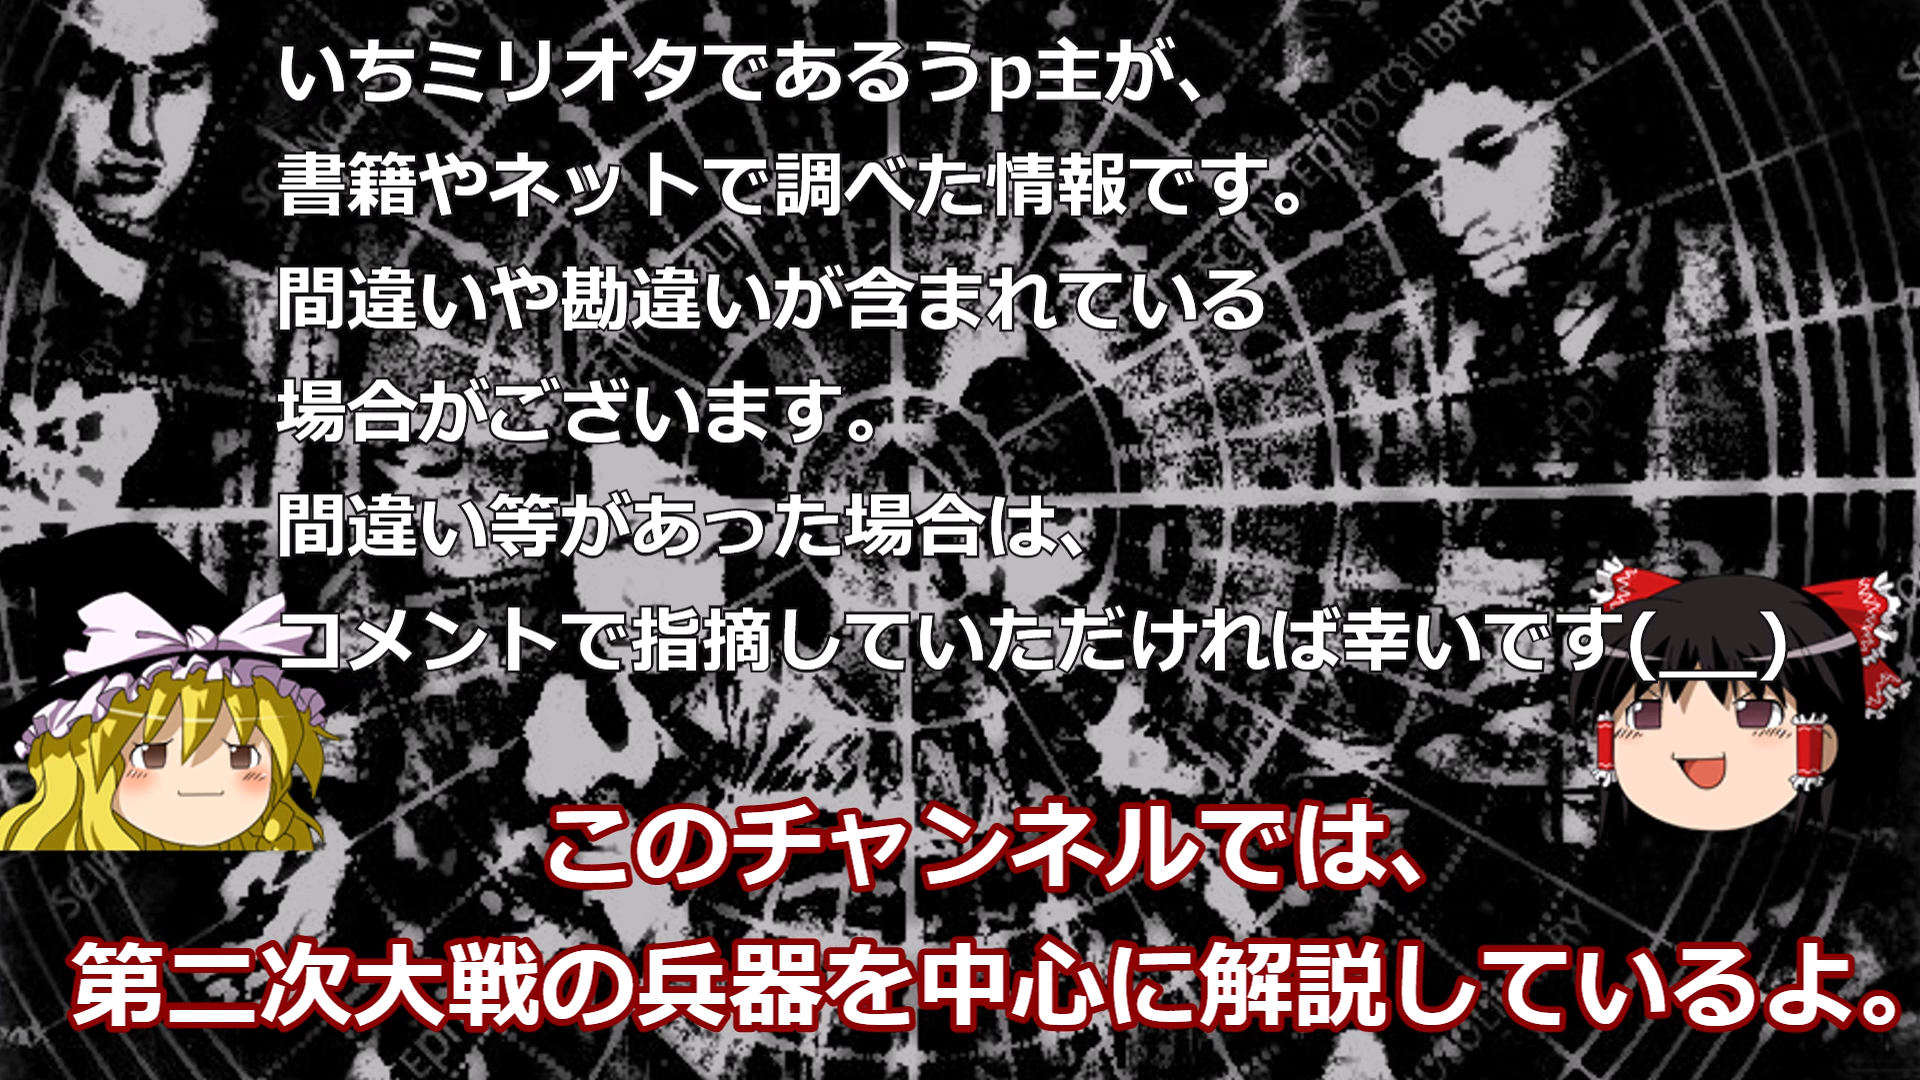 いちミリオタであるうp主が、
書籍やネットで調べた情報です。
間違いや勘違いが含まれている
場合がございます。
間違い等があった場合は、
コメントで指摘していただければ幸いです(__)
このチャンネルでは、
第二次大戦の兵器を中心に解説しているよ。